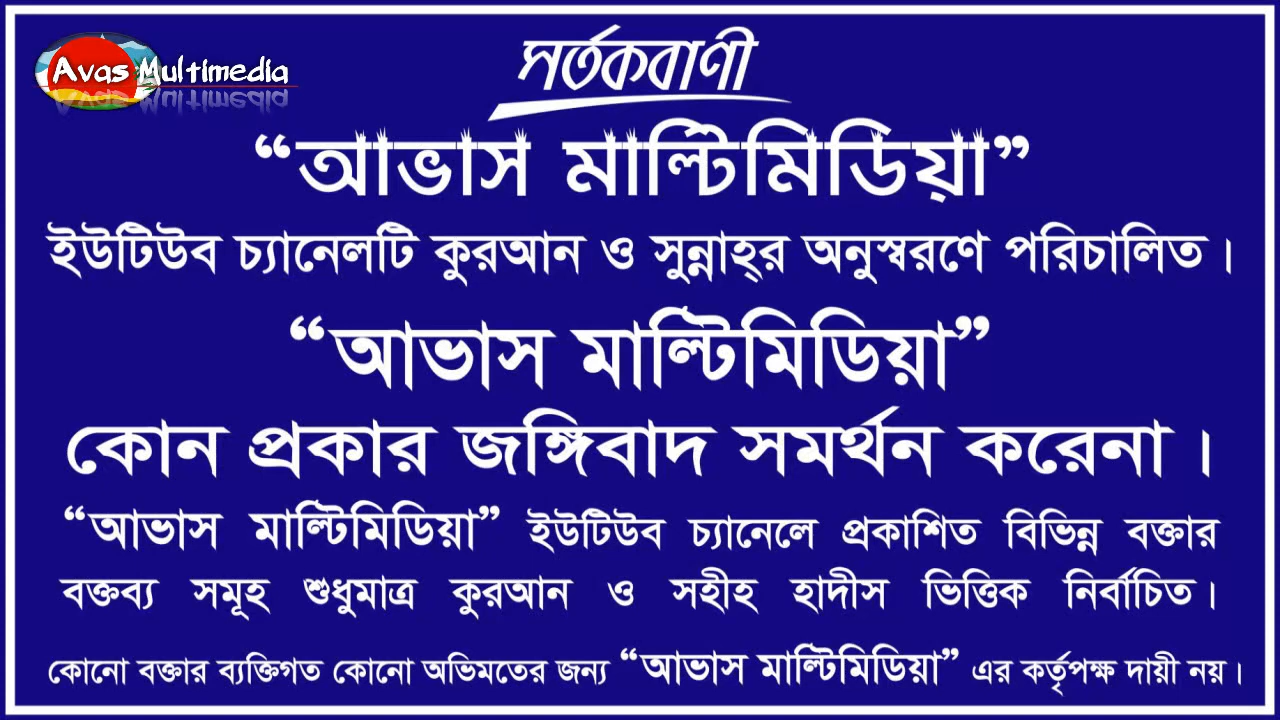 Avas Multimedia
সর্তকবাণী
“আভাস মাল্টিমিডিয়া”
ইউটিউব চ্যানেলটি কুরআন ও সুন্নাহ্‌র অনুস্বরণে পরিচালিত।
“আভাস মাল্টিমিডিয়া”
কোন প্রকার জঙ্গিবাদ সমর্থন করেনা।
“আভাস মাল্টিমিডিয়া” ইউটিউব চ্যানেলে প্রকাশিত বিভিন্ন বক্তার
বক্তব্য সমূহ শুধুমাত্র কুরআন ও সহীহ হাদীস ভিত্তিক নির্বাচিত।
কোনো বক্তার ব্যক্তিগত কোনো অভিমতের জন্য “আভাস মাল্টিমিডিয়া” এর কর্তৃপক্ষ দায়ী নয়।